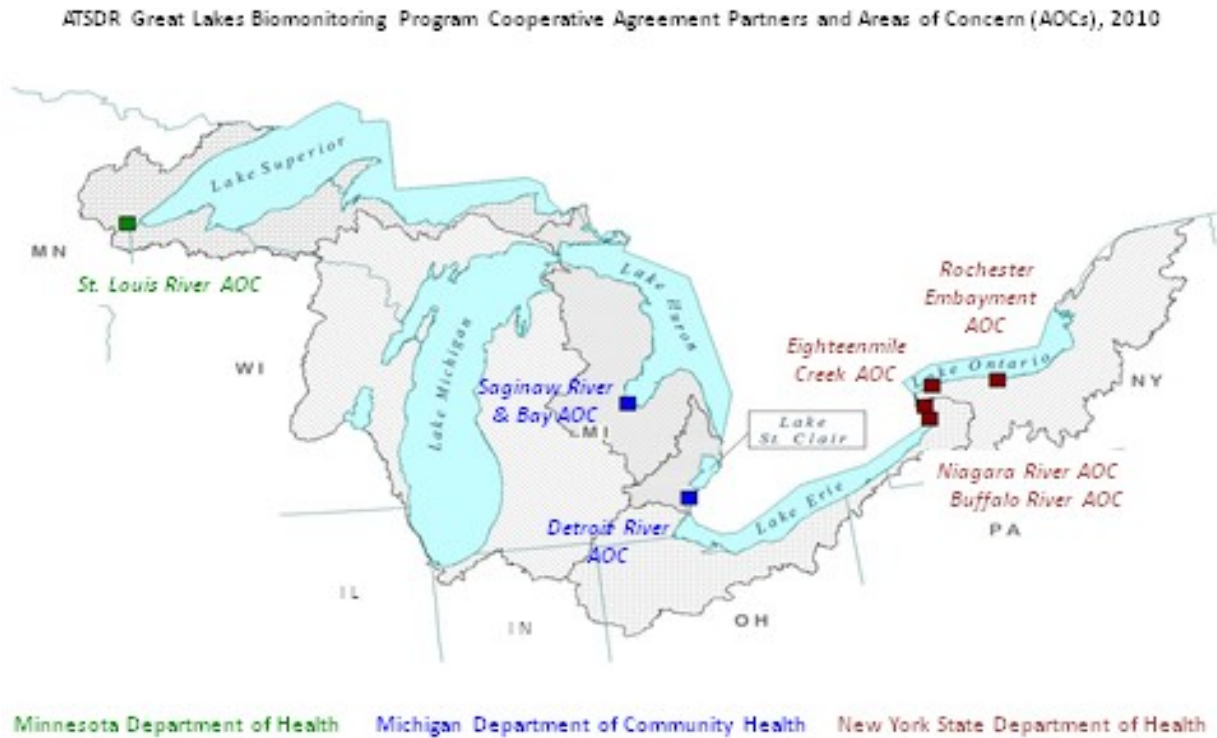 ATSDR Great Lakes Biomonitoring Program Cooperative Agreement Partners and Areas of Concern (AOCs), 2010
Lake Superior
MN
St. Louis River AOC
Lake Huron
Rochester
Embayment
AOC
WI
Lake Michigan
Eighteenmile
Creek AOC
Lake Ontario
NY
Saginaw River
& Bay AOC
MI
Lake
St. Clair
Niagara River AOC
Buffalo River AOC
Lake Erie
PA
Detroit River
AOC
IL
IN
OH
Minnesota Department of Health
Michigan Department of Community Health
New York State Department of Health